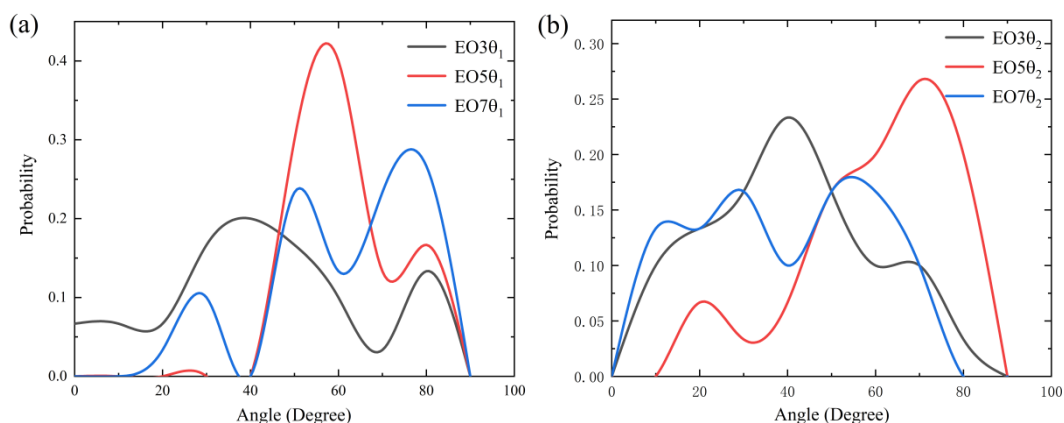 (a)
EO3θ₁
EO5θ₁
EO7θ₁
Probability
0.4
0.3
0.2
0.1
0.0
0 20 40 60 80 100
Angle (Degree)
(b)
EO3θ₂
EO5θ₂
EO7θ₂
Probability
0.30
0.25
0.20
0.15
0.10
0.05
0.00
0 20 40 60 80 100
Angle (Degree)